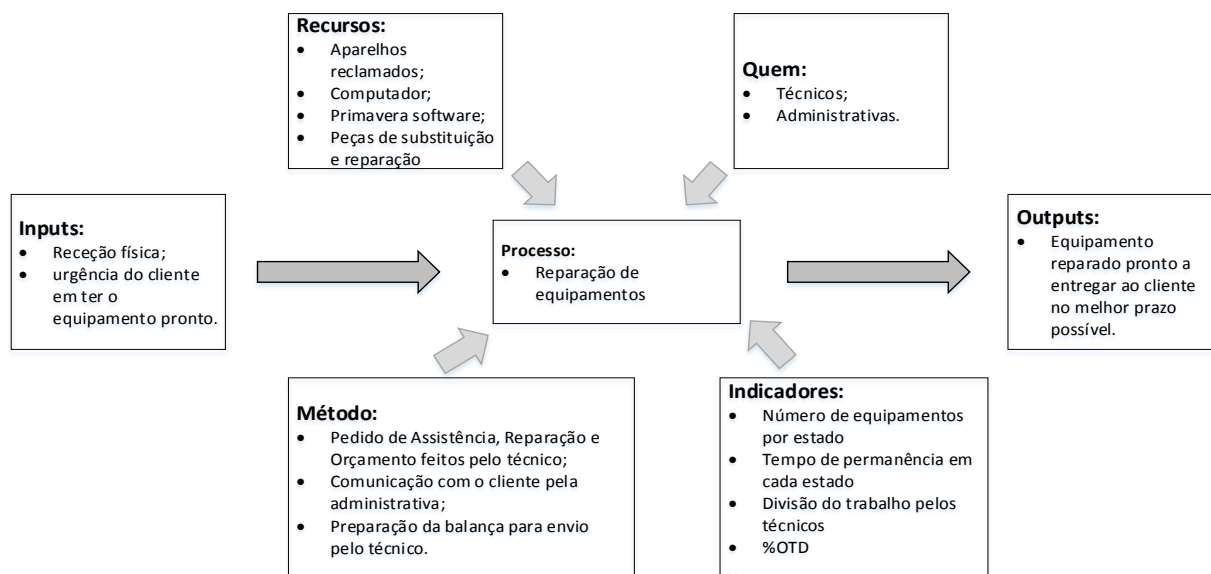 Recursos:
• Aparelhos
reclamados;
• Computador;
• Primavera software;
• Peças de substituição
e reparação
Quem:
• Técnicos;
• Administrativas.
Inputs:
• Receção física;
• urgência do cliente
em ter o
equipamento pronto.
Processo:
• Reparação de
equipamentos
Outputs:
• Equipamento
reparado pronto a
entregar ao cliente
no melhor prazo
possível.
Método:
• Pedido de Assistência, Reparação e
Orçamento feitos pelo técnico;
• Comunicação com o cliente pela
administrativa;
• Preparação da balança para envio
pelo técnico.
Indicadores:
• Número de equipamentos
por estado
• Tempo de permanência em
cada estado
• Divisão do trabalho pelos
técnicos
• %OTD